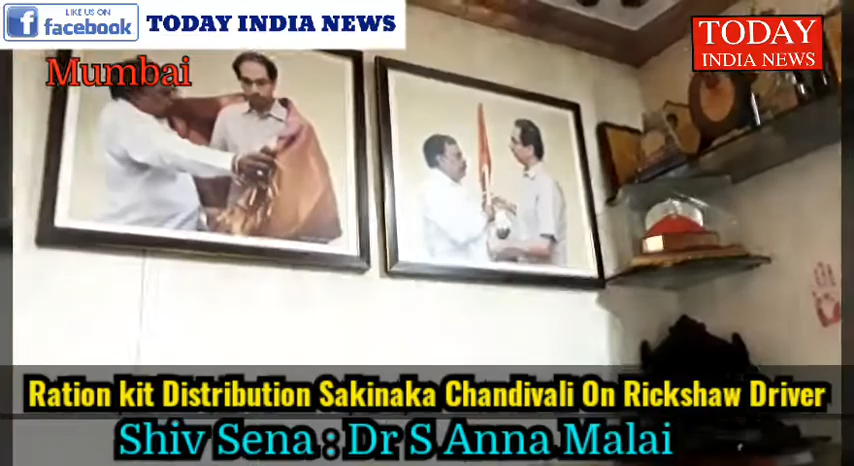 LIKE US ON
facebook
TODAY INDIA NEWS
TODAY
INDIA NEWS
Mumbai
Ration kit Distribution Sakinaka Chandivali On Rickshaw Driver
Shiv Sena : Dr S Anna Malai